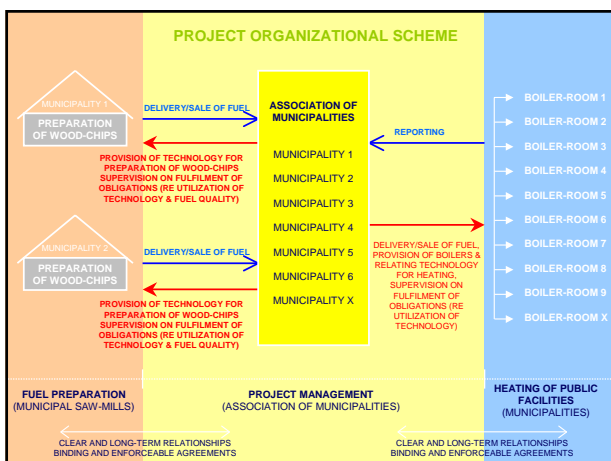 PROJECT ORGANIZATIONAL SCHEME
MUNICIPALITY 1
PREPARATION
OF WOOD-CHIPS
DELIVERY/SALE OF FUEL
PROVISION OF TECHNOLOGY FOR
PREPARATION OF WOOD-CHIPS
SUPERVISION ON FULFILMENT OF
OBLIGATIONS (RE UTILIZATION OF
TECHNOLOGY & FUEL QUALITY)
MUNICIPALITY 2
PREPARATION
OF WOOD-CHIPS
DELIVERY/SALE OF FUEL
PROVISION OF TECHNOLOGY FOR
PREPARATION OF WOOD-CHIPS
SUPERVISION ON FULFILMENT OF
OBLIGATIONS (RE UTILIZATION OF
TECHNOLOGY & FUEL QUALITY)
ASSOCIATION OF
MUNICIPALITIES
MUNICIPALITY 1
MUNICIPALITY 2
MUNICIPALITY 3
MUNICIPALITY 4
MUNICIPALITY 5
MUNICIPALITY 6
MUNICIPALITY X
REPORTING
DELIVERY/SALE OF FUEL,
PROVISION OF BOILERS &
RELATING TECHNOLOGY
FOR HEATING,
SUPERVISION ON
FULFILMENT OF
OBLIGATIONS (RE
UTILIZATION OF
TECHNOLOGY)
BOILER-ROOM 1
BOILER-ROOM 2
BOILER-ROOM 3
BOILER-ROOM 4
BOILER-ROOM 5
BOILER-ROOM 6
BOILER-ROOM 7
BOILER-ROOM 8
BOILER-ROOM 9
BOILER-ROOM X
FUEL PREPARATION
(MUNICIPAL SAW-MILLS)
PROJECT MANAGEMENT
(ASSOCIATION OF MUNICIPALITIES)
HEATING OF PUBLIC
FACILITIES
(MUNICIPALITIES)
CLEAR AND LONG-TERM RELATIONSHIPS
BINDING AND ENFORCEABLE AGREEMENTS
CLEAR AND LONG-TERM RELATIONSHIPS
BINDING AND ENFORCEABLE AGREEMENTS